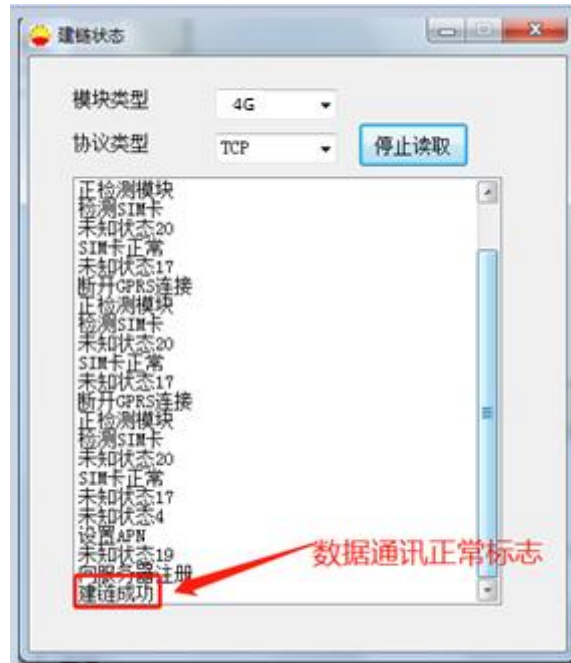 建链状态
模块类型
4G
协议类型
TCP
停止读取
正检测模块
检测SIM卡
未知状态20
SIM卡正常
未知状态17
断开GPRS连接
正检测模块
检测SIM卡
未知状态20
SIM卡正常
未知状态17
断开GPRS连接
正检测模块
检测SIM卡
未知状态20
SIM卡正常
未知状态17
未知状态4
设置APN
未知状态19
向服务器注册
建链成功
数据通讯正常标志